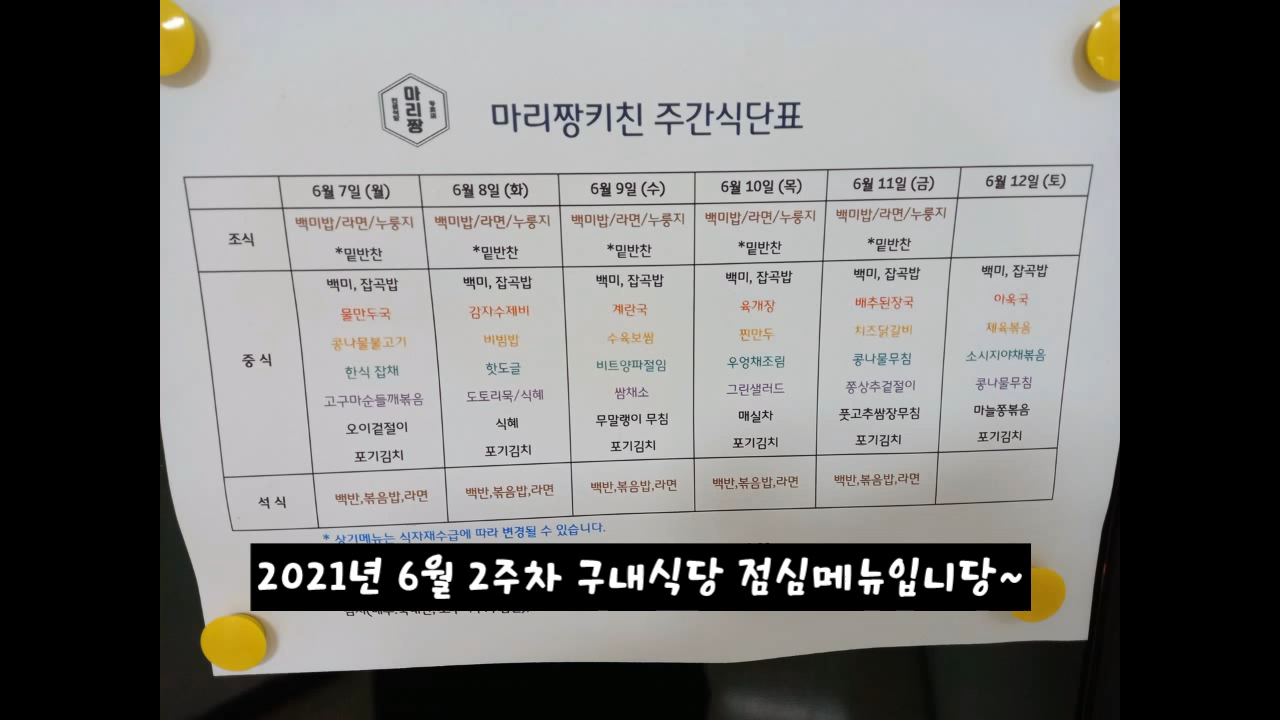 마리짱
마리짱키친 주간식단표
6월 7일 (월) 6월 8일 (화) 6월 9일 (수) 6월 10일 (목) 6월 11일 (금) 6월 12일 (토)
조식 백미밥/라면/누룽지 백미밥/라면/누룽지 백미밥/라면/누룽지 백미밥/라면/누룽지 백미밥/라면/누룽지
*밑반찬 *밑반찬 *밑반찬 *밑반찬 *밑반찬
중식 백미, 잡곡밥 백미, 잡곡밥 백미, 잡곡밥 백미, 잡곡밥 백미, 잡곡밥 백미, 잡곡밥
물만두국 감자수제비 계란국 육개장 배추된장국 아욱국
콩나물불고기 비빔밥 수육보쌈 찐만두 치즈닭갈비 제육볶음
한식 잡채 핫도글 비트양파절임 우엉채조림 콩나물무침 소시지야채볶음
고구마순들깨볶음 도토리묵/식혜 쌈채소 그린샐러드 쫑상추겉절이 콩나물무침
오이겉절이 식혜 무말랭이 무침 매실차 풋고추쌈장무침 마늘쫑볶음
포기김치 포기김치 포기김치 포기김치 포기김치 포기김치
석식 백반,볶음밥,라면 백반,볶음밥,라면 백반,볶음밥,라면 백반,볶음밥,라면 백반,볶음밥,라면
* 상기메뉴는 식자재수급에 따라 변경될 수 있습니다.
2021년 6월 2주차 구내식당 점심메뉴입니당~